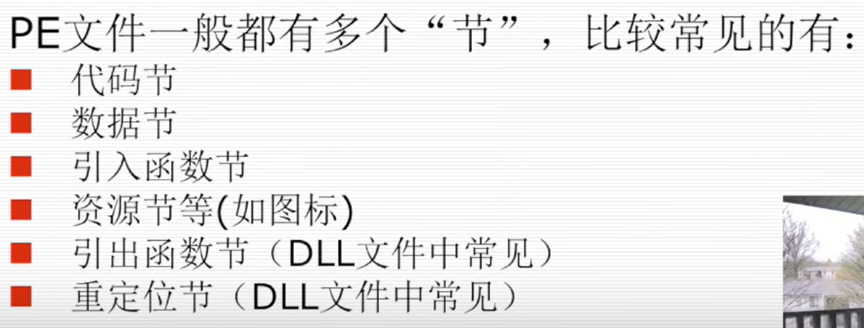 PE文件一般都有多个“节”，比较常见的有：
代码节
数据节
引入函数节
资源节等(如图标)
引出函数节（DLL文件中常见）
重定位节（DLL文件中常见）